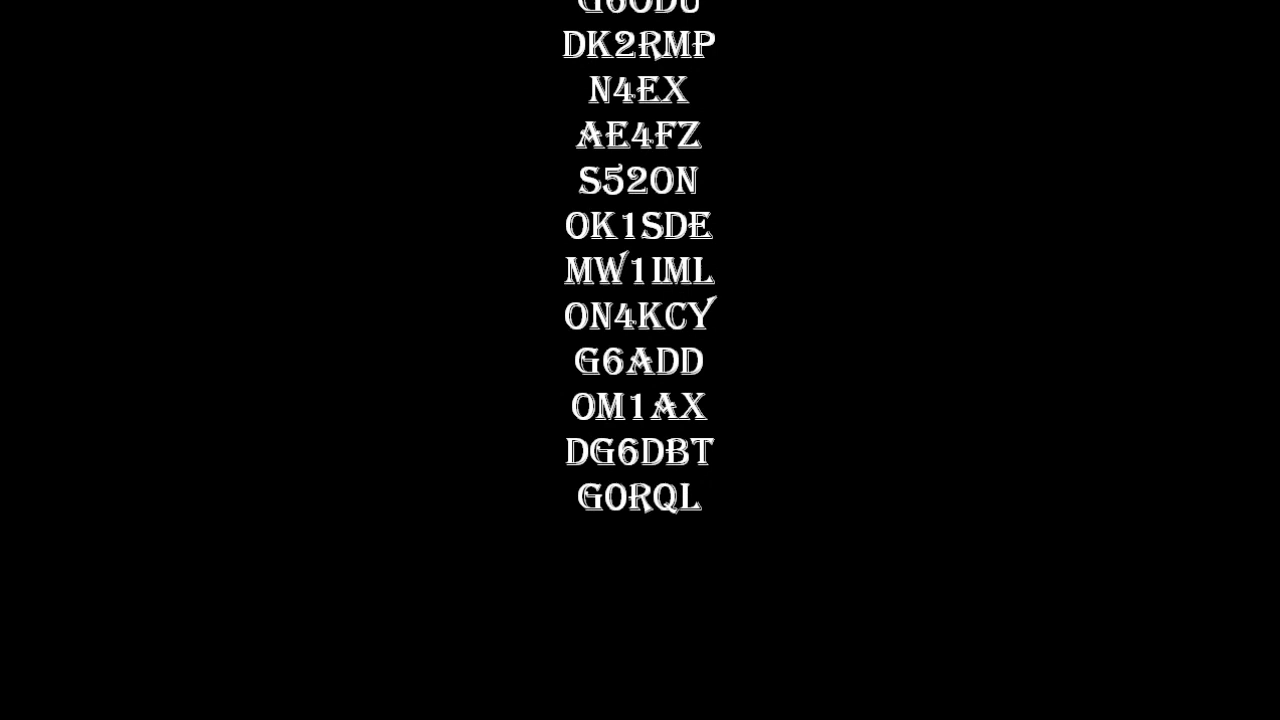 DK2RMP
N4EX
AE4FZ
S52ON
OK1SDE
MW1IML
ON4KCY
G6ADD
OM1AX
DG6DBT
G0RQL